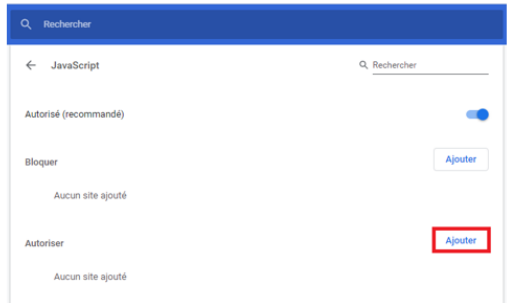 Rechercher
JavaScript
Rechercher
Autorisé (recommandé)
Bloquer
Ajouter
Aucun site ajouté
Autoriser
Ajouter
Aucun site ajouté